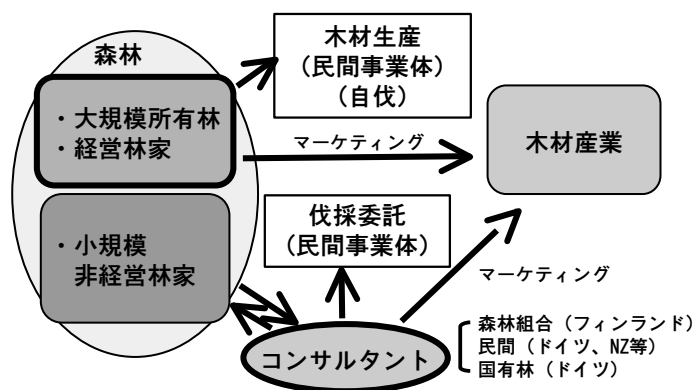 森林
・大規模所有林
・経営林家
・小規模
非経営林家
木材生産
（民間事業体）
（自伐）
マーケティング
木材産業
伐採委託
（民間事業体）
マーケティング
コンサルタント
森林組合（フィンランド）
民間（ドイツ、NZ等）
国有林（ドイツ）